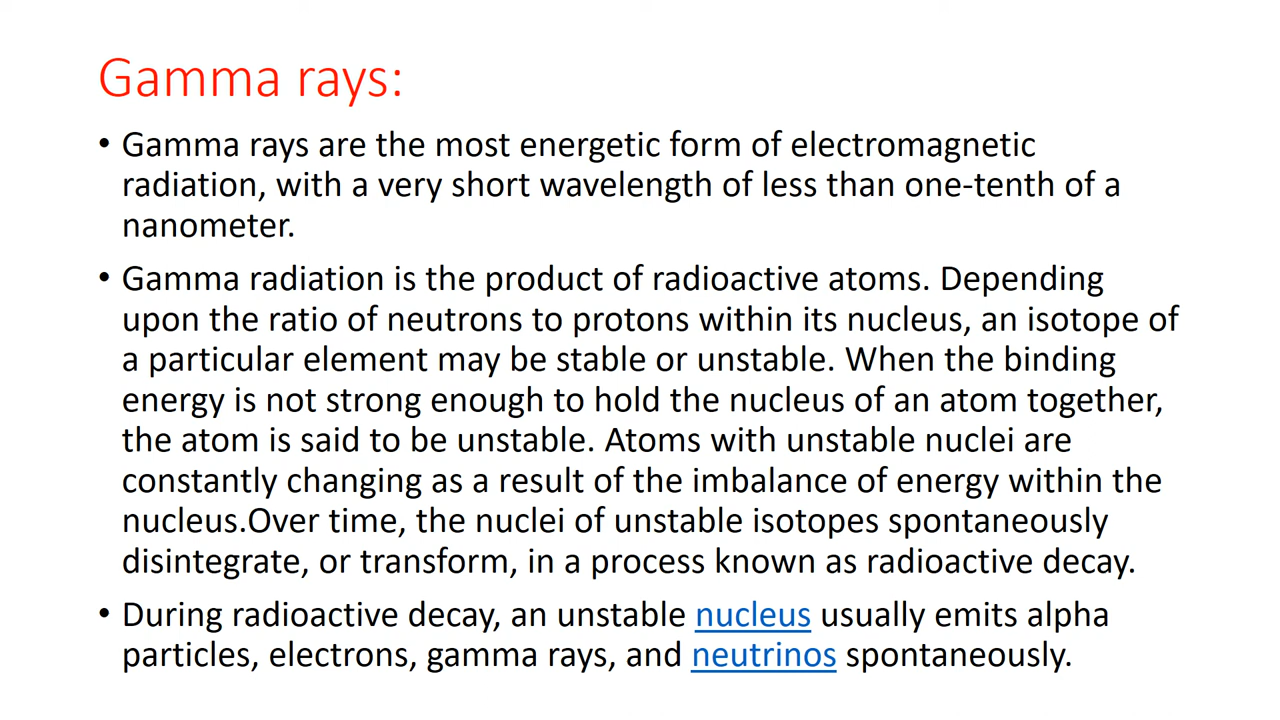 Gamma rays:
• Gamma rays are the most energetic form of electromagnetic
radiation, with a very short wavelength of less than one-tenth of a
nanometer.
• Gamma radiation is the product of radioactive atoms. Depending
upon the ratio of neutrons to protons within its nucleus, an isotope of
a particular element may be stable or unstable. When the binding
energy is not strong enough to hold the nucleus of an atom together,
the atom is said to be unstable. Atoms with unstable nuclei are
constantly changing as a result of the imbalance of energy within the
nucleus.Over time, the nuclei of unstable isotopes spontaneously
disintegrate, or transform, in a process known as radioactive decay.
• During radioactive decay, an unstable nucleus usually emits alpha
particles, electrons, gamma rays, and neutrinos spontaneously.